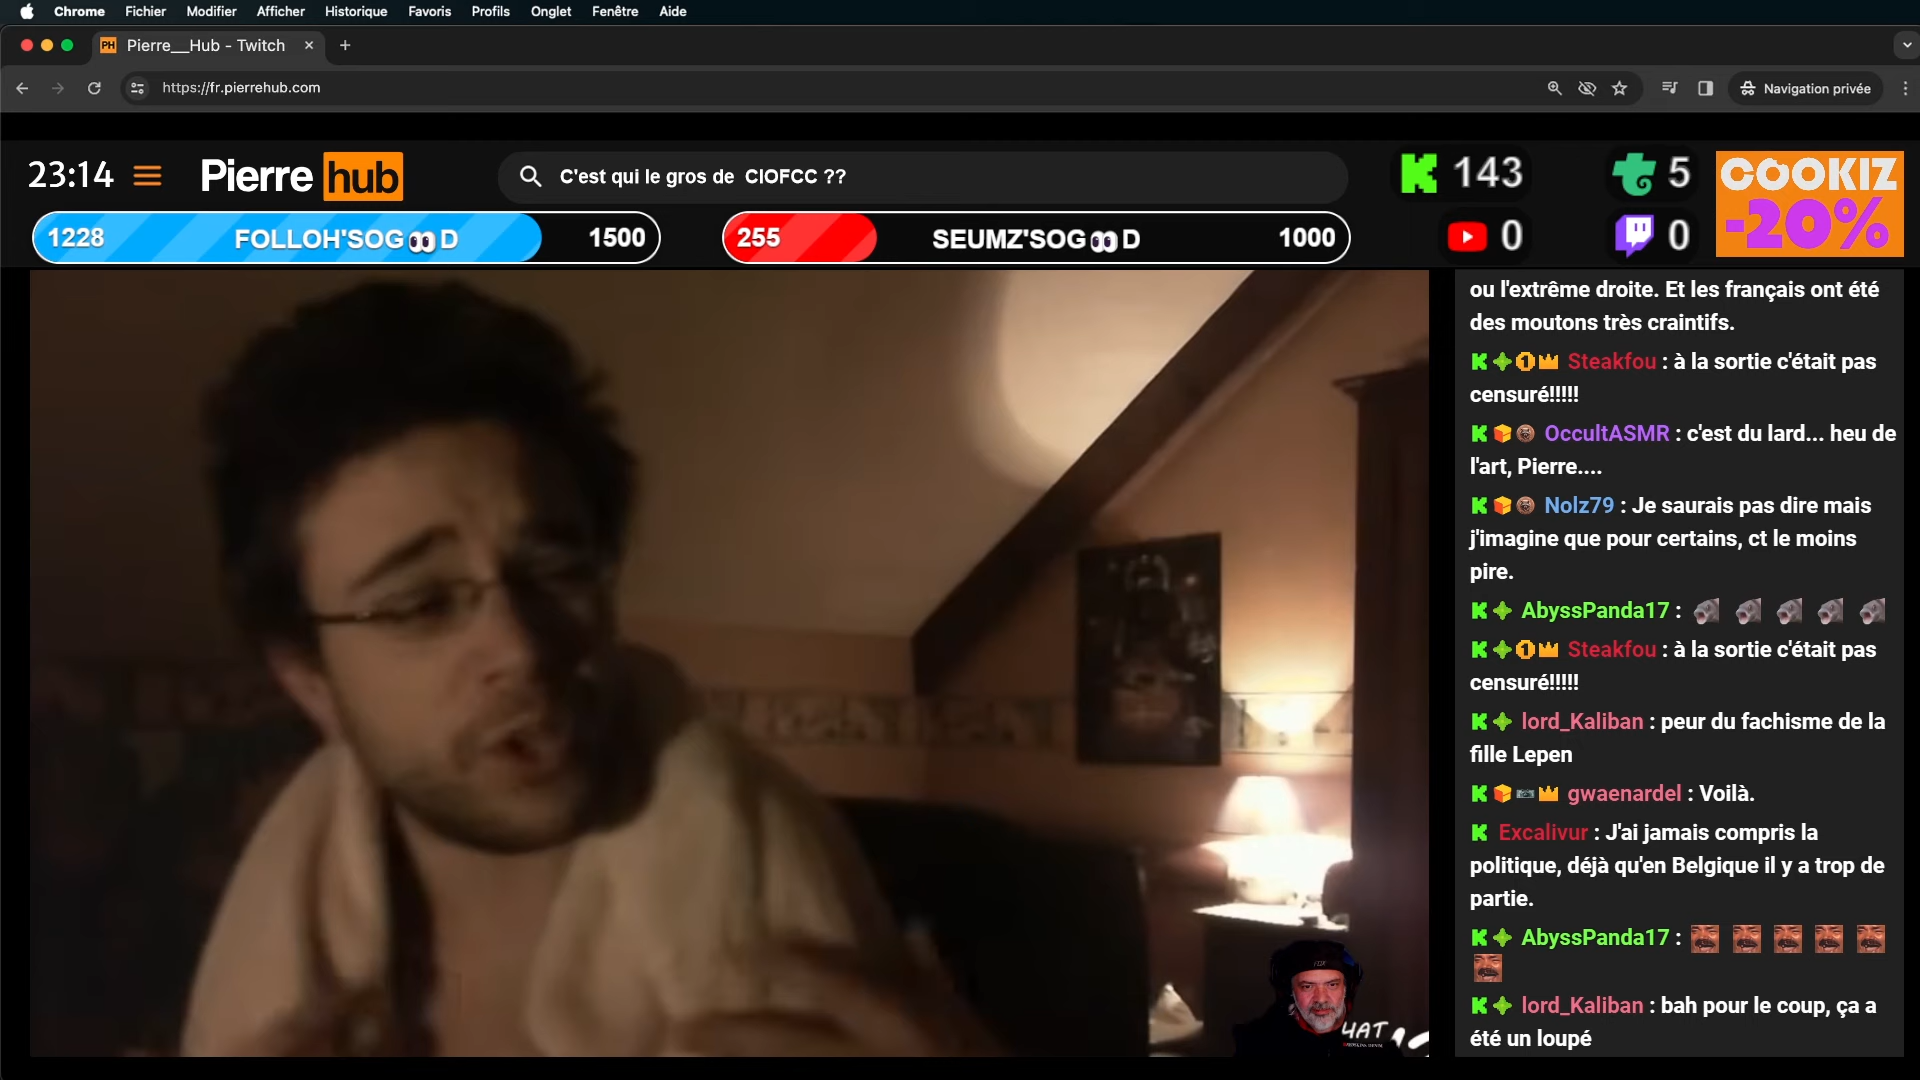 Chrome Fichier Modifier Afficher Historique Favoris Profils Onglet Fenêtre Aide
PH Pierre__Hub - Twitch
https://fr.pierrehub.com
Navigation privée
23:14
Pierre hub
C'est qui le gros de CIOFCC ??
143
5
COOKIZ
-20%
1228 FOLLOH'SOG👀D 1500
255 SEUMZ'SOG👀D 1000
0
0
ou l'extrême droite. Et les français ont été
des moutons très craintifs.
Steakfou : à la sortie c'était pas
censuré!!!!!
OccultASMR : c'est du lard... heu de
l'art, Pierre....
Nolz79 : Je saurais pas dire mais
j'imagine que pour certains, ct le moins
pire.
AbyssPanda17 :
Steakfou : à la sortie c'était pas
censuré!!!!!
lord_Kaliban : peur du fachisme de la
fille Lepen
gwaenardel : Voilà.
Excalivur : J'ai jamais compris la
politique, déjà qu'en Belgique il y a trop de
partie.
AbyssPanda17 :
lord_Kaliban : bah pour le coup, ça a
été un loupé